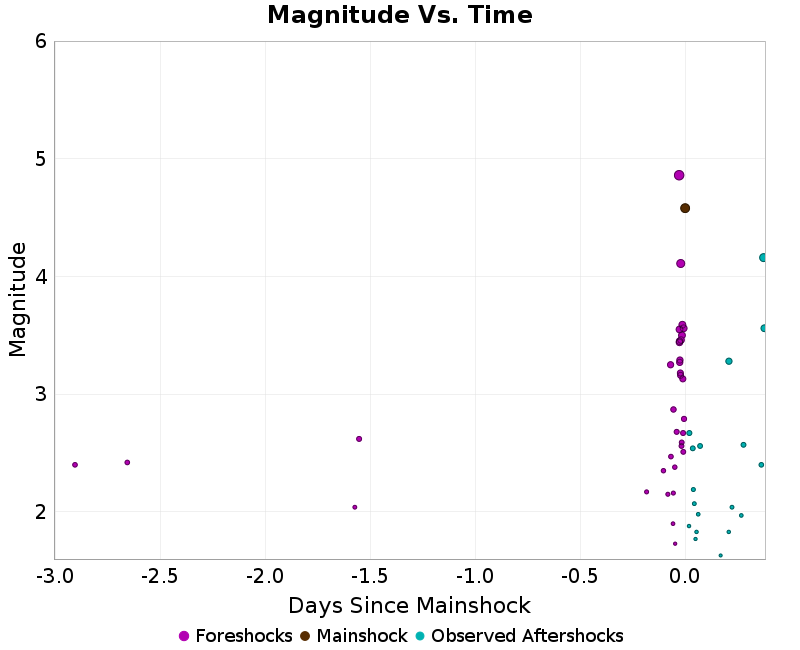 Magnitude Vs. Time
6
5
4
3
2
Magnitude
-3.0 -2.5 -2.0 -1.5 -1.0 -0.5 0.0
Days Since Mainshock
Foreshocks Mainshock Observed Aftershocks